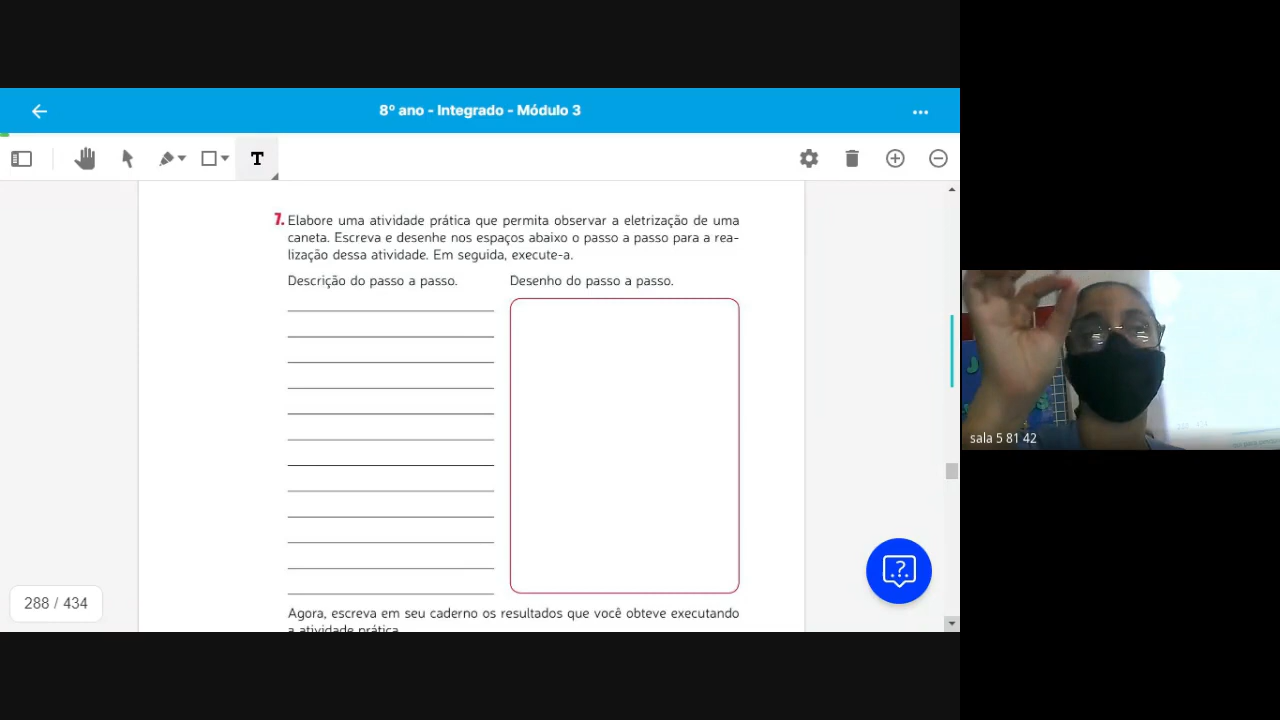 8º ano - Integrado - Módulo 3
T
7. Elabore uma atividade prática que permita observar a eletrização de uma
caneta. Escreva e desenhe nos espaços abaixo o passo a passo para a rea-
lização dessa atividade. Em seguida, execute-a.
Descrição do passo a passo.
Desenho do passo a passo.
Agora, escreva em seu caderno os resultados que você obteve executando
a atividade prática.
288 / 434
sala 5 81 42